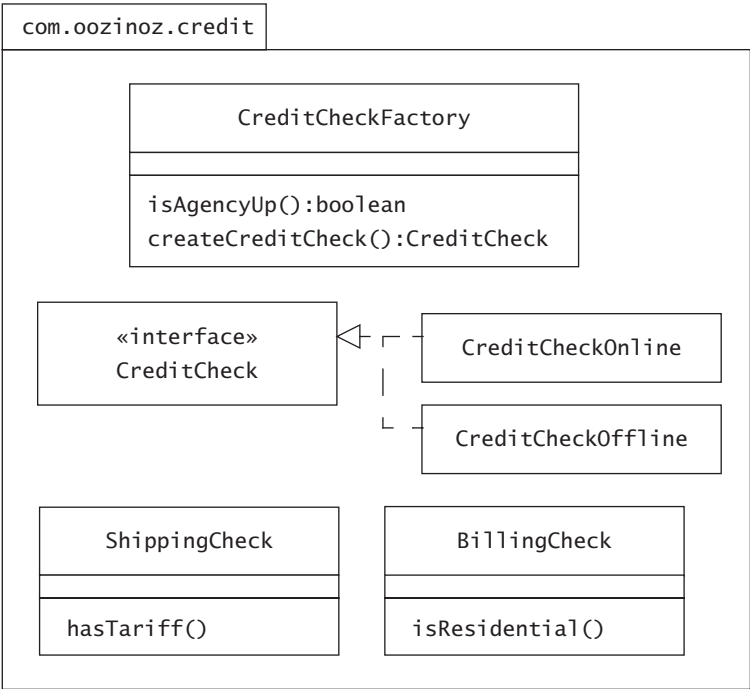 com.oozinoz.credit
CreditCheckFactory
isAgencyUp():boolean
createCreditCheck():CreditCheck
«interface»
CreditCheck
CreditCheckOnline
CreditCheckOffline
ShippingCheck
hasTariff()
BillingCheck
isResidential()